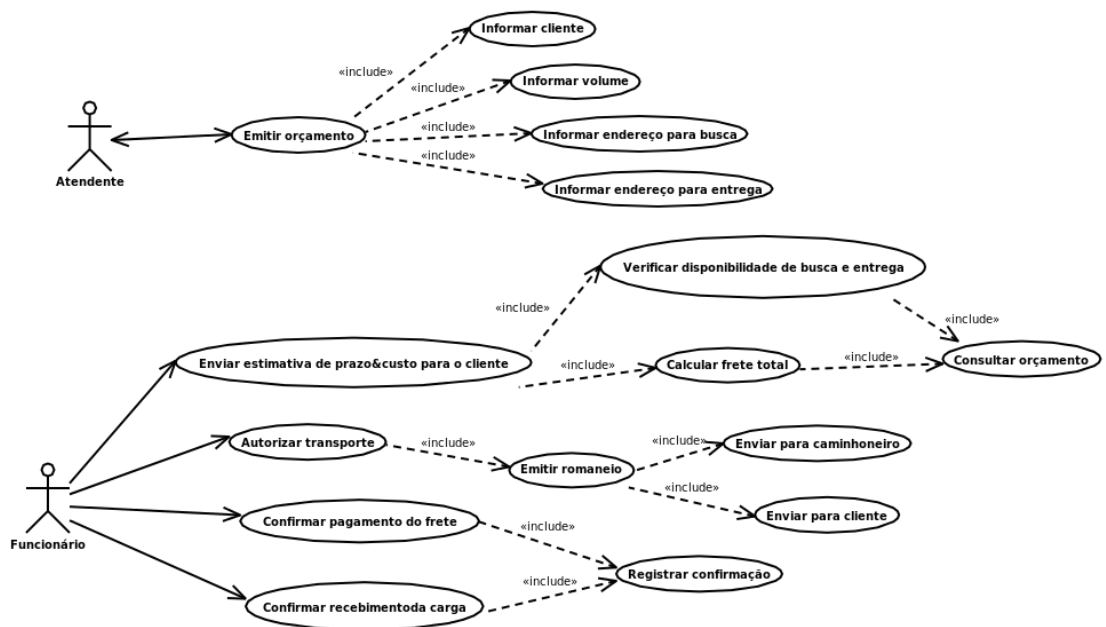 Informar cliente
«include»
Informar volume
«include»
Emitir orçamento
«include»
Informar endereço para busca
«include»
Informar endereço para entrega
Atendente
Verificar disponibilidade de busca e entrega
«include»
«include»
Enviar estimativa de prazo&custo para o cliente
«include»
Calcular frete total
«include»
Consultar orçamento
Autorizar transporte
«include»
Emitir romaneio
«include»
Enviar para caminhoneiro
«include»
Enviar para cliente
Funcionário
Confirmar pagamento do frete
«include»
Registrar confirmação
«include»
Confirmar recebimentoda carga